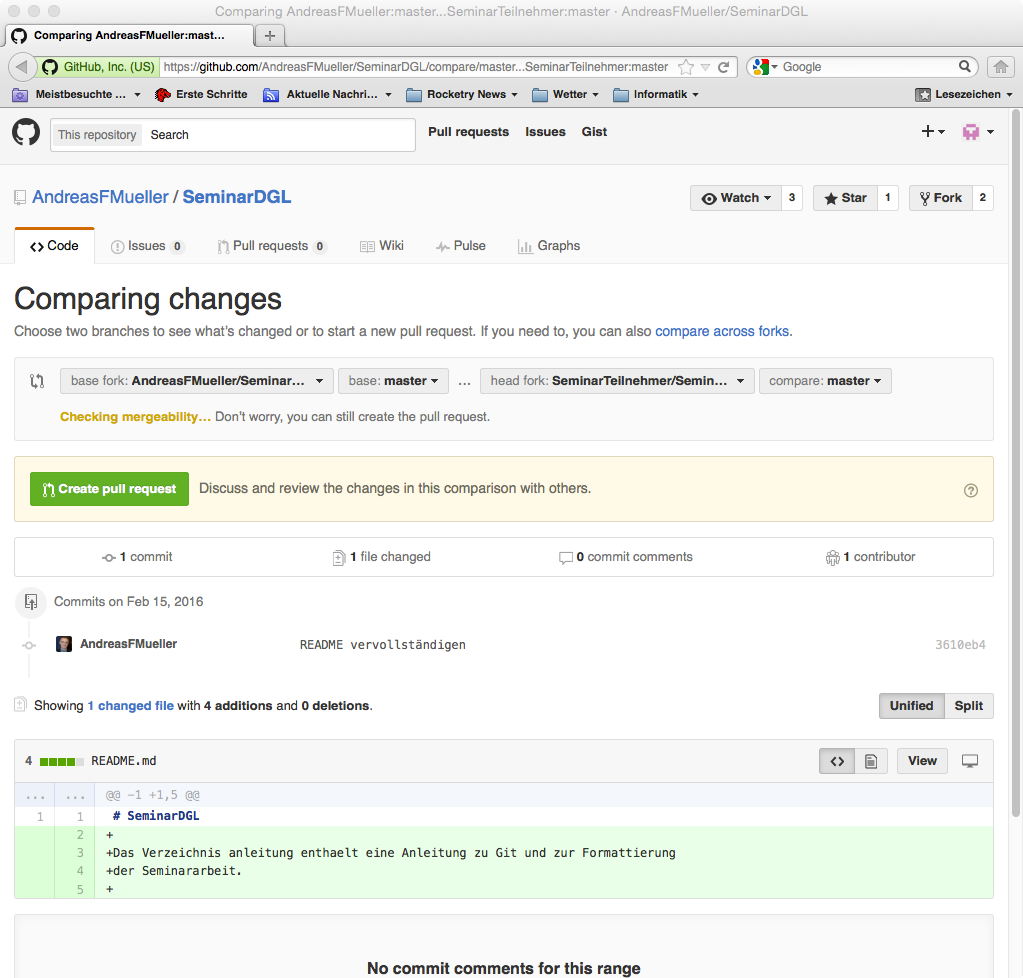 Comparing AndreasFMueller:master...SeminarTeilnehmer:master · AndreasFMueller/SeminarDGL
Comparing AndreasFMueller:mast...
GitHub, Inc. (US) https://github.com/AndreasFMueller/SeminarDGL/compare/master...SeminarTeilnehmer:master Google
Meistbesuchte ... Erste Schritte Aktuelle Nachri... Rocketry News Wetter Informatik Lesezeichen
This repository Search Pull requests Issues Gist
AndreasFMueller / SeminarDGL Watch 3 Star 1 Fork 2
Code Issues 0 Pull requests 0 Wiki Pulse Graphs
Comparing changes
Choose two branches to see what's changed or to start a new pull request. If you need to, you can also compare across forks.
base fork: AndreasFMueller/Seminar... base: master ... head fork: SeminarTeilnehmer/Semin... compare: master
Checking mergeability... Don't worry, you can still create the pull request.
Create pull request Discuss and review the changes in this comparison with others.
1 commit 1 file changed 0 commit comments 1 contributor
Commits on Feb 15, 2016
AndreasFMueller README vervollständigen 3610eb4
Showing 1 changed file with 4 additions and 0 deletions. Unified Split
4 README.md <> View
... ... @@ -1 +1,5 @@
1 1 # SeminarDGL
2 +
3 +Das Verzeichnis anleitung enthaelt eine Anleitung zu Git und zur Formattierung
4 +der Seminararbeit.
5 +
No commit comments for this range